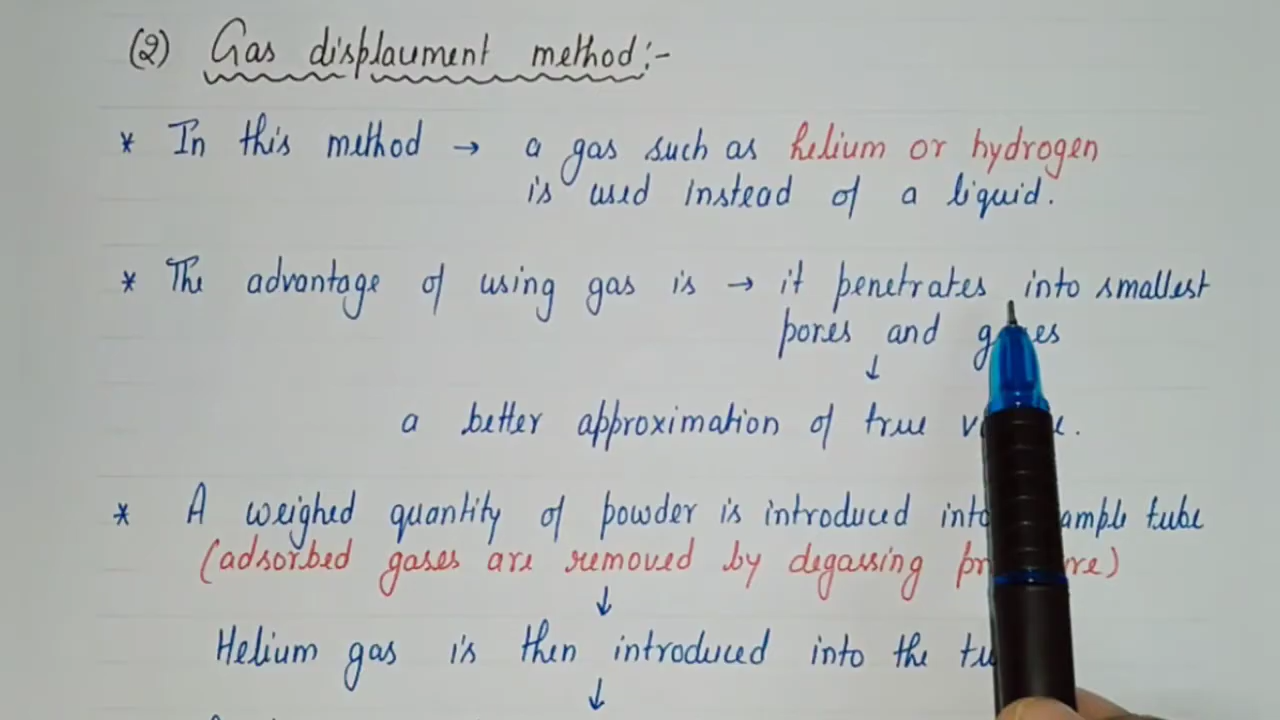 (2) Gas displacement method:-
* In this method → a gas such as helium or hydrogen
is used instead of a liquid.
* The advantage of using gas is → it penetrates into smallest
pores and
↓
a better approximation of true
* A weighed quantity of powder is introduced into sample tube
(adsorbed gases are removed by degassing
↓
Helium gas is then introduced into the
↓